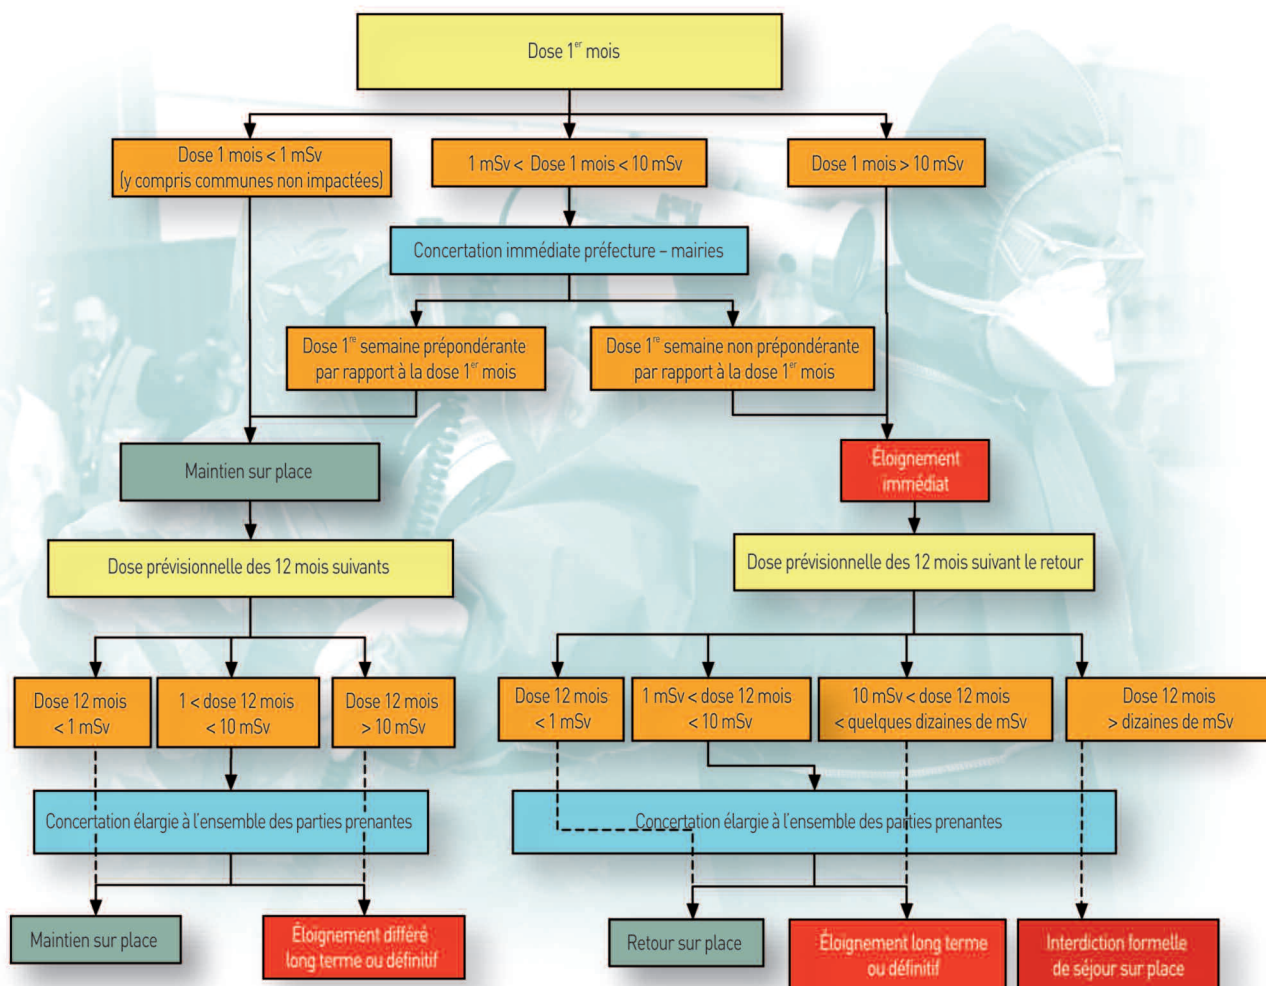 Dose 1er mois
Dose 1 mois < 1 mSv
(y compris communes non impactées)
1 mSv < Dose 1 mois < 10 mSv
Dose 1 mois > 10 mSv
Concertation immédiate préfecture – mairies
Dose 1re semaine prépondérante
par rapport à la dose 1er mois
Dose 1re semaine non prépondérante
par rapport à la dose 1er mois
Maintien sur place
Éloignement
immédiat
Dose prévisionnelle des 12 mois suivants
Dose prévisionnelle des 12 mois suivant le retour
Dose 12 mois
< 1 mSv
1 < dose 12 mois
< 10 mSv
Dose 12 mois
> 10 mSv
Dose 12 mois
< 1 mSv
1 mSv < dose 12 mois
< 10 mSv
10 mSv < dose 12 mois
< quelques dizaines de mSv
Dose 12 mois
> dizaines de mSv
Concertation élargie à l'ensemble des parties prenantes
Concertation élargie à l'ensemble des parties prenantes
Maintien sur place
Éloignement différé
long terme ou définitif
Retour sur place
Éloignement long terme
ou définitif
Interdiction formelle
de séjour sur place